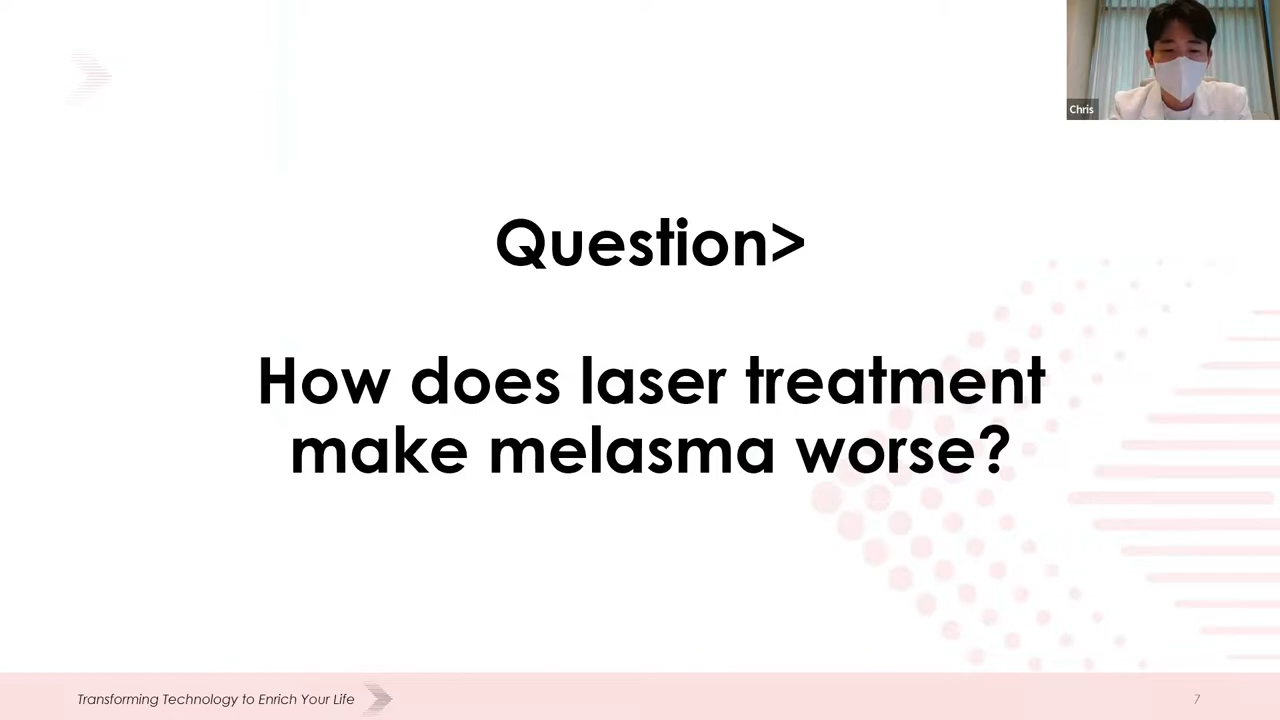 Chris
Question>
How does laser treatment
make melasma worse?
Transforming Technology to Enrich Your Life
7